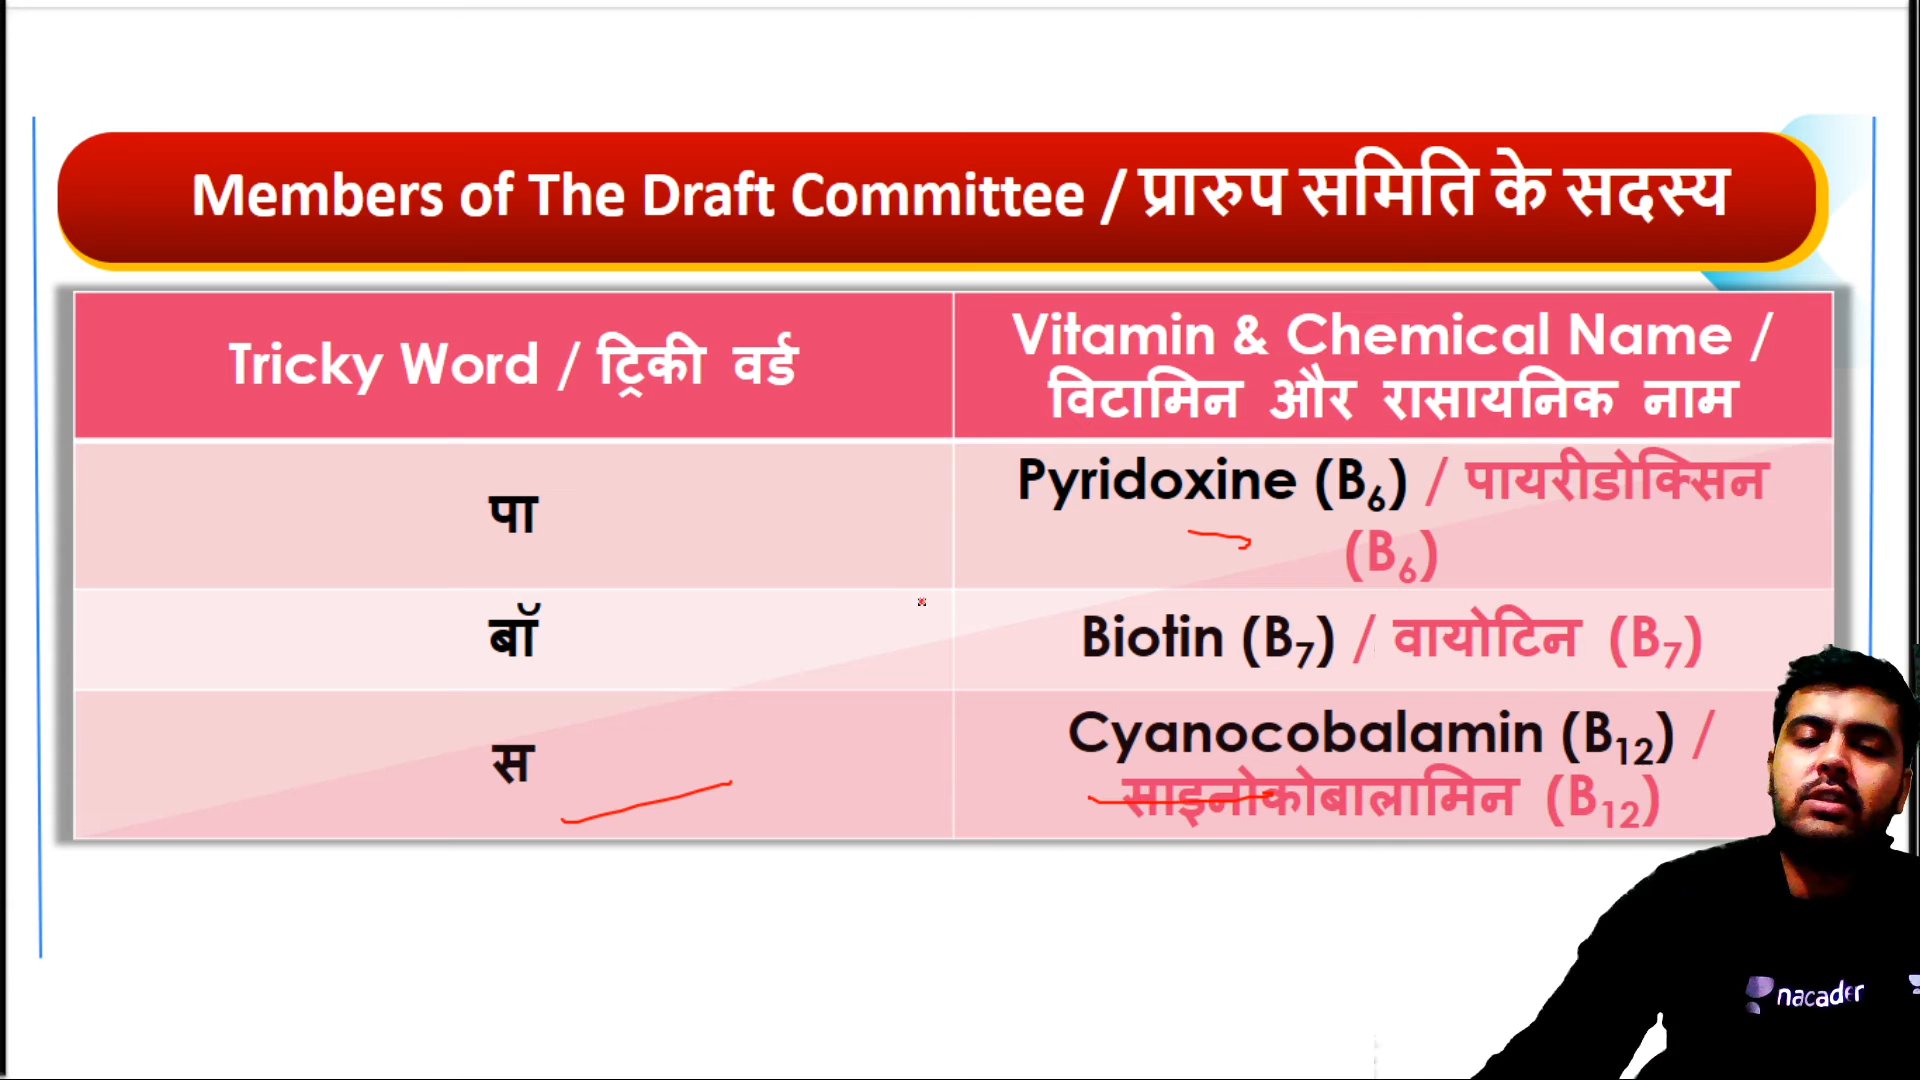 Members of The Draft Committee / प्रारुप समिति के सदस्य
Tricky Word / ट्रिकी वर्ड
Vitamin & Chemical Name /
विटामिन और रासायनिक नाम
पा
Pyridoxine (B₆) / पायरीडोक्सिन
(B₆)
बॉ
Biotin (B₇) / वायोटिन (B₇)
स
Cyanocobalamin (B₁₂) /
साइनोकोबालामिन (B₁₂)